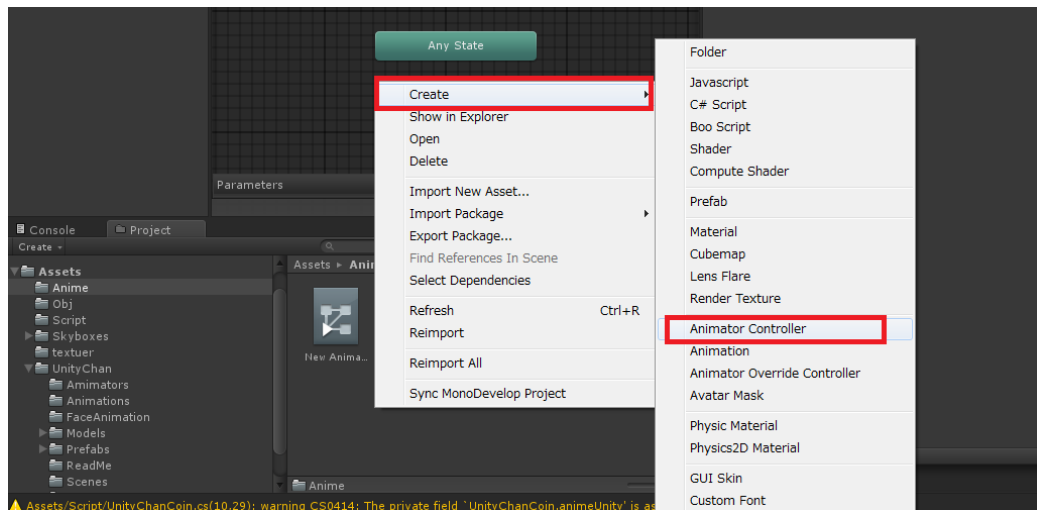 Any State
Create
Show in Explorer
Open
Delete
Import New Asset...
Import Package
Export Package...
Find References In Scene
Select Dependencies
Refresh Ctrl+R
Reimport
Reimport All
Sync MonoDevelop Project
Folder
Javascript
C# Script
Boo Script
Shader
Compute Shader
Prefab
Material
Cubemap
Lens Flare
Render Texture
Animator Controller
Animation
Animator Override Controller
Avatar Mask
Physic Material
Physics2D Material
GUI Skin
Custom Font
Parameters
Console Project
Create
Assets
Anime
Obj
Script
Skyboxes
textuer
UnityChan
Amimators
Animations
FaceAnimation
Models
Prefabs
ReadMe
Scenes
Assets ▸ Anim
New Anima...
Anime
Assets/Script/UnityChanCoin.cs(10,29): warning CS0414: The private field `UnityChanCoin.animeUnity' is as